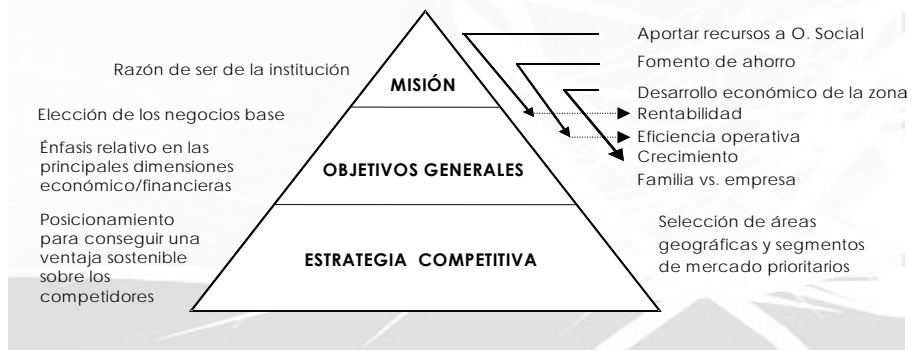 Razón de ser de la institución
Elección de los negocios base
Énfasis relativo en las
principales dimensiones
económico/financieras
Posicionamiento
para conseguir una
ventaja sostenible
sobre los
competidores
MISIÓN
OBJETIVOS GENERALES
ESTRATEGIA COMPETITIVA
Aportar recursos a O. Social
Fomento de ahorro
Desarrollo económico de la zona
Rentabilidad
Eficiencia operativa
Crecimiento
Familia vs. empresa
Selección de áreas
geográficas y segmentos
de mercado prioritarios